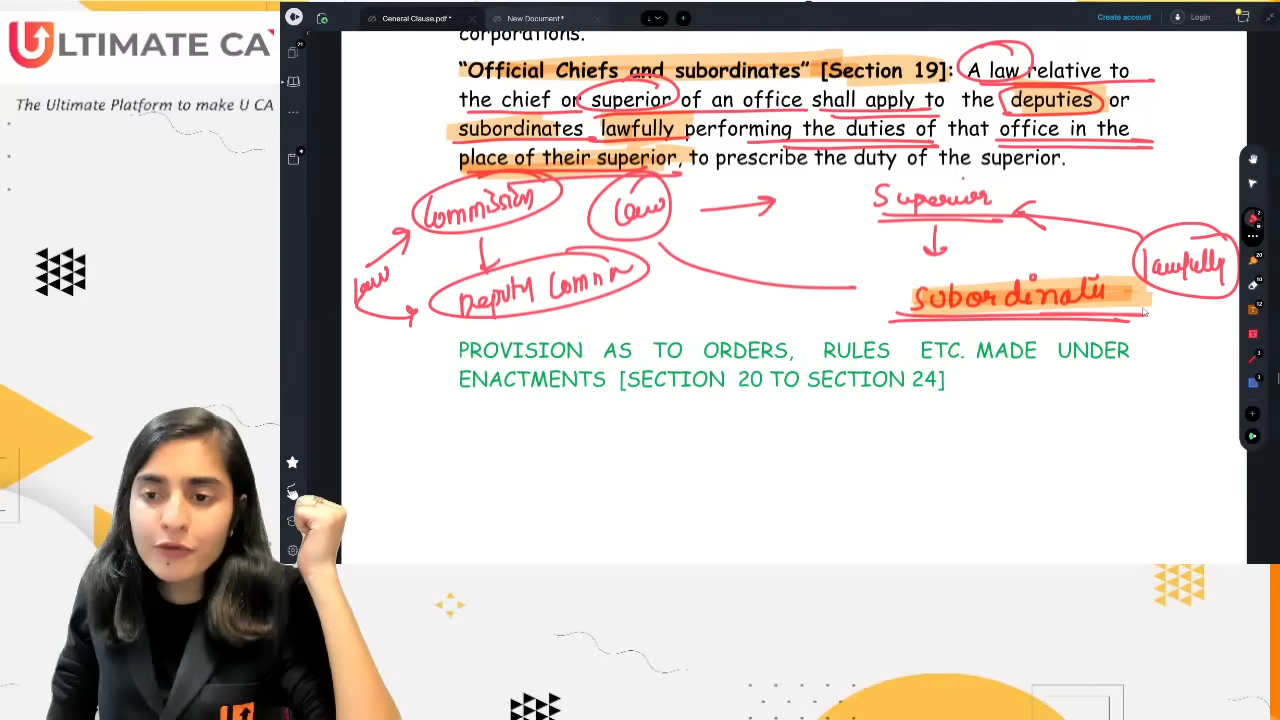 ULTIMATE CA
The Ultimate Platform to make U CA
General Clause.pdf *
New Document*
Create account
Login
corporations.
“Official Chiefs and subordinates” [Section 19]: A law relative to
the chief or superior of an office shall apply to the deputies or
subordinates lawfully performing the duties of that office in the
place of their superior, to prescribe the duty of the superior.
Law
Superior
lawfully
Law
Deputy
PROVISION AS TO ORDERS, RULES ETC. MADE UNDER
ENACTMENTS [SECTION 20 TO SECTION 24]